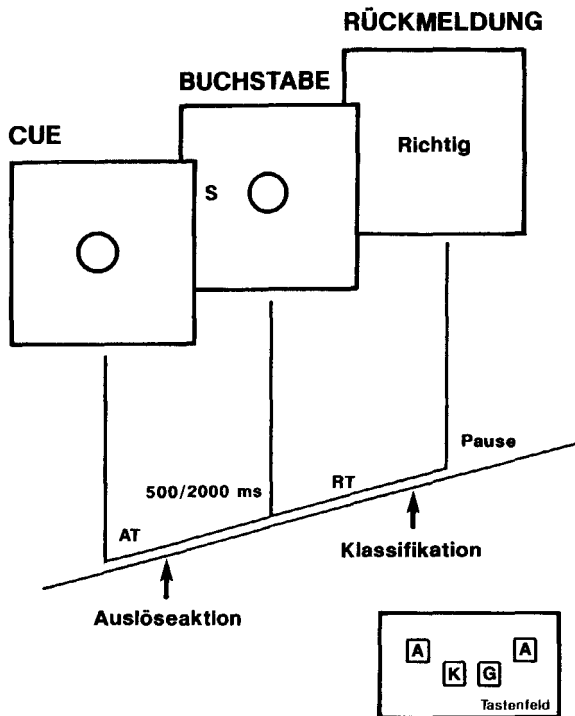 RÜCKMELDUNG
BUCHSTABE
CUE
Richtig
S
Pause
500/2000 ms
RT
AT
Klassifikation
Auslöseaktion
A
A
K G
Tastenfeld